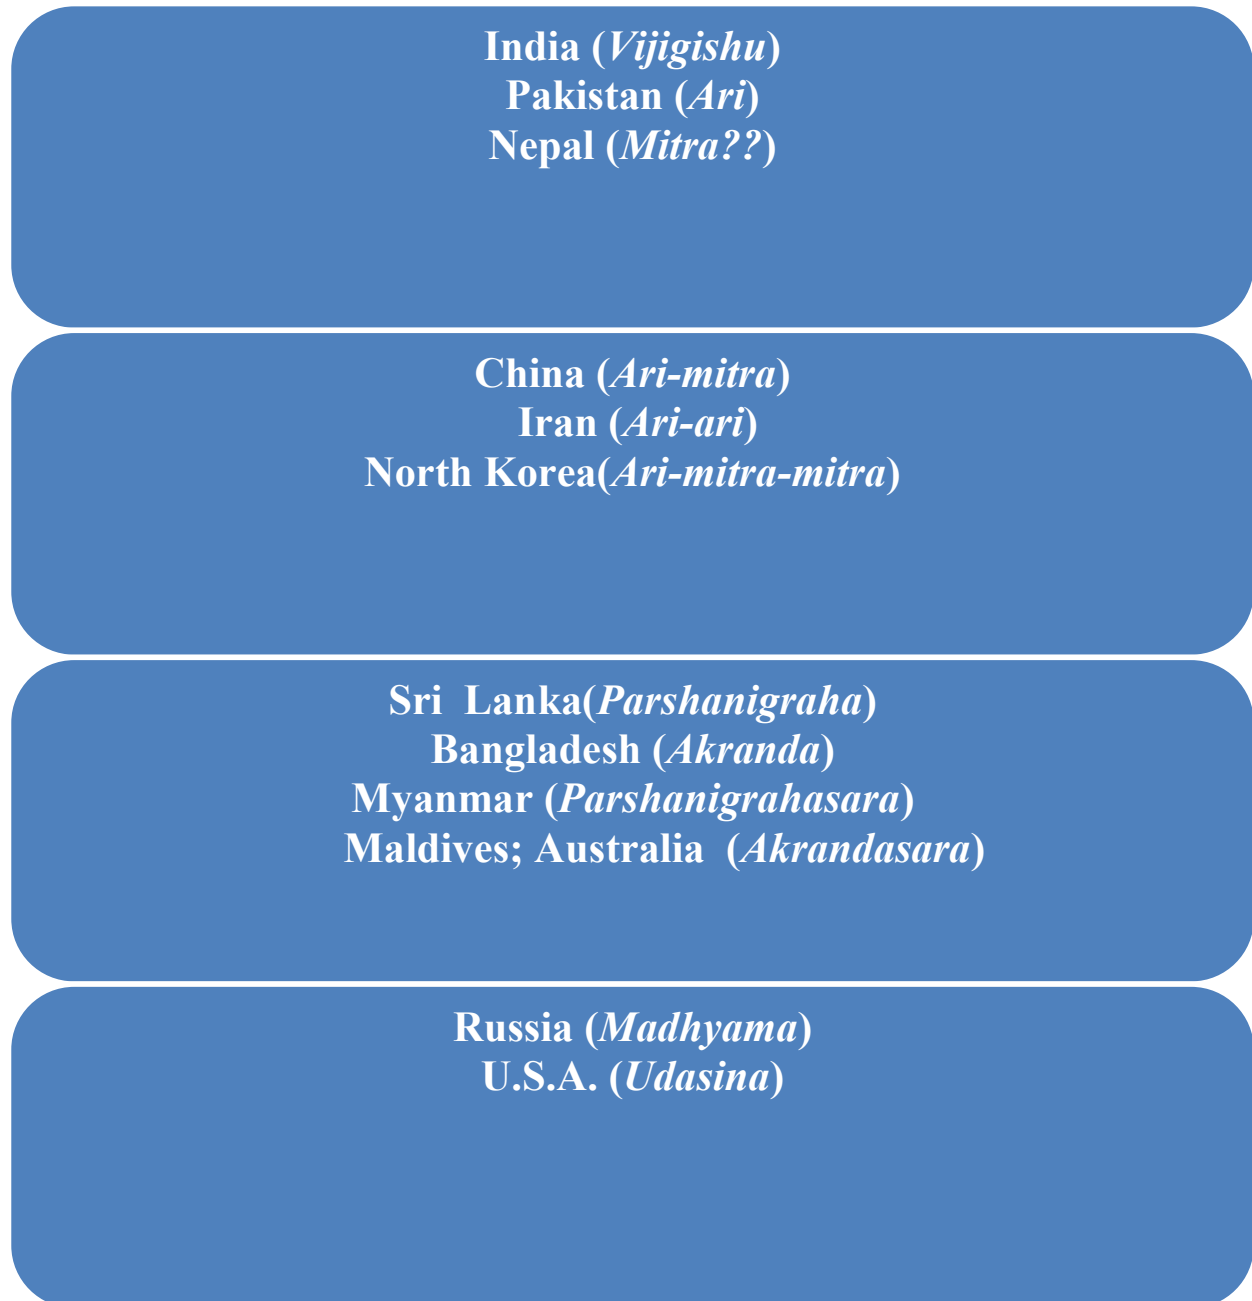 India (Vijigishu)
Pakistan (Ari)
Nepal (Mitra??)
China (Ari-mitra)
Iran (Ari-ari)
North Korea(Ari-mitra-mitra)
Sri  Lanka(Parshanigraha)
Bangladesh (Akranda)
Myanmar (Parshanigrahasara)
Maldives; Australia  (Akrandasara)
Russia (Madhyama)
U.S.A. (Udasina)